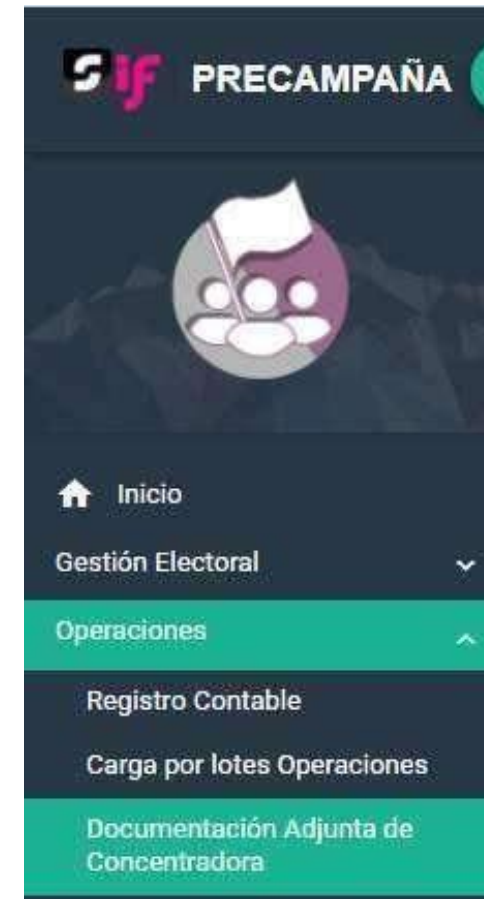 Sif PRECAMPAÑA
Inicio
Gestión Electoral
Operaciones
Registro Contable
Carga por lotes Operaciones
Documentación Adjunta de
Concentradora